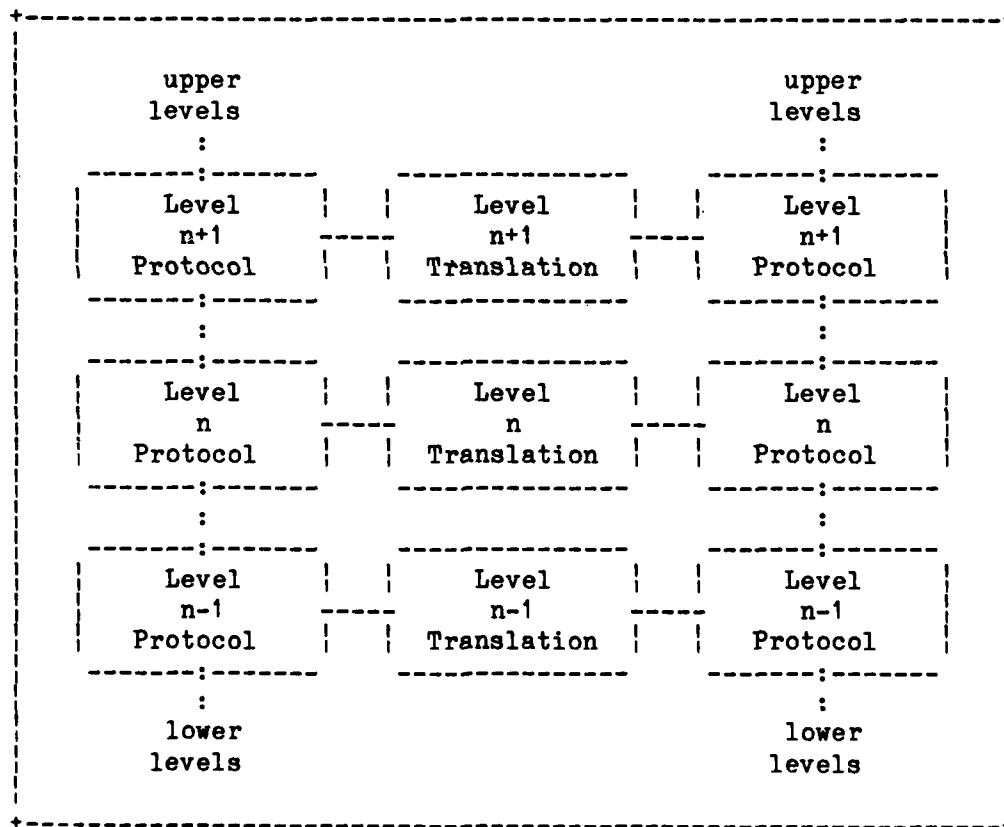 upper upper
levels levels
Level Level Level
n+1 n+1 n+1
Protocol Translation Protocol
Level Level Level
n n n
Protocol Translation Protocol
Level Level Level
n-1 n-1 n-1
Protocol Translation Protocol
lower lower
levels levels